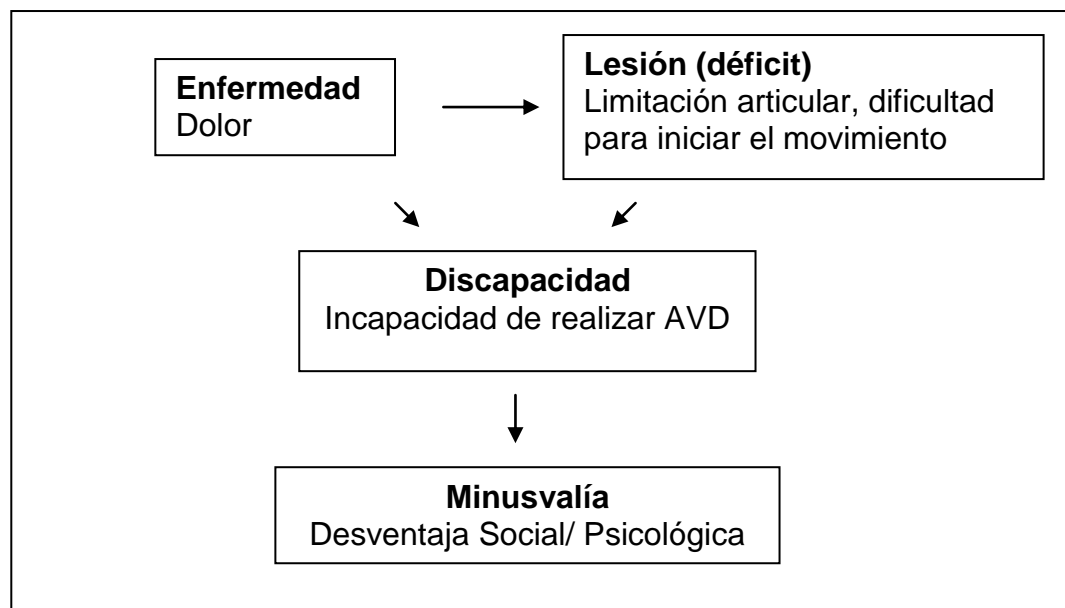 Enfermedad
Dolor
Lesión (déficit)
Limitación articular, dificultad
para iniciar el movimiento
Discapacidad
Incapacidad de realizar AVD
Minusvalía
Desventaja Social/ Psicológica